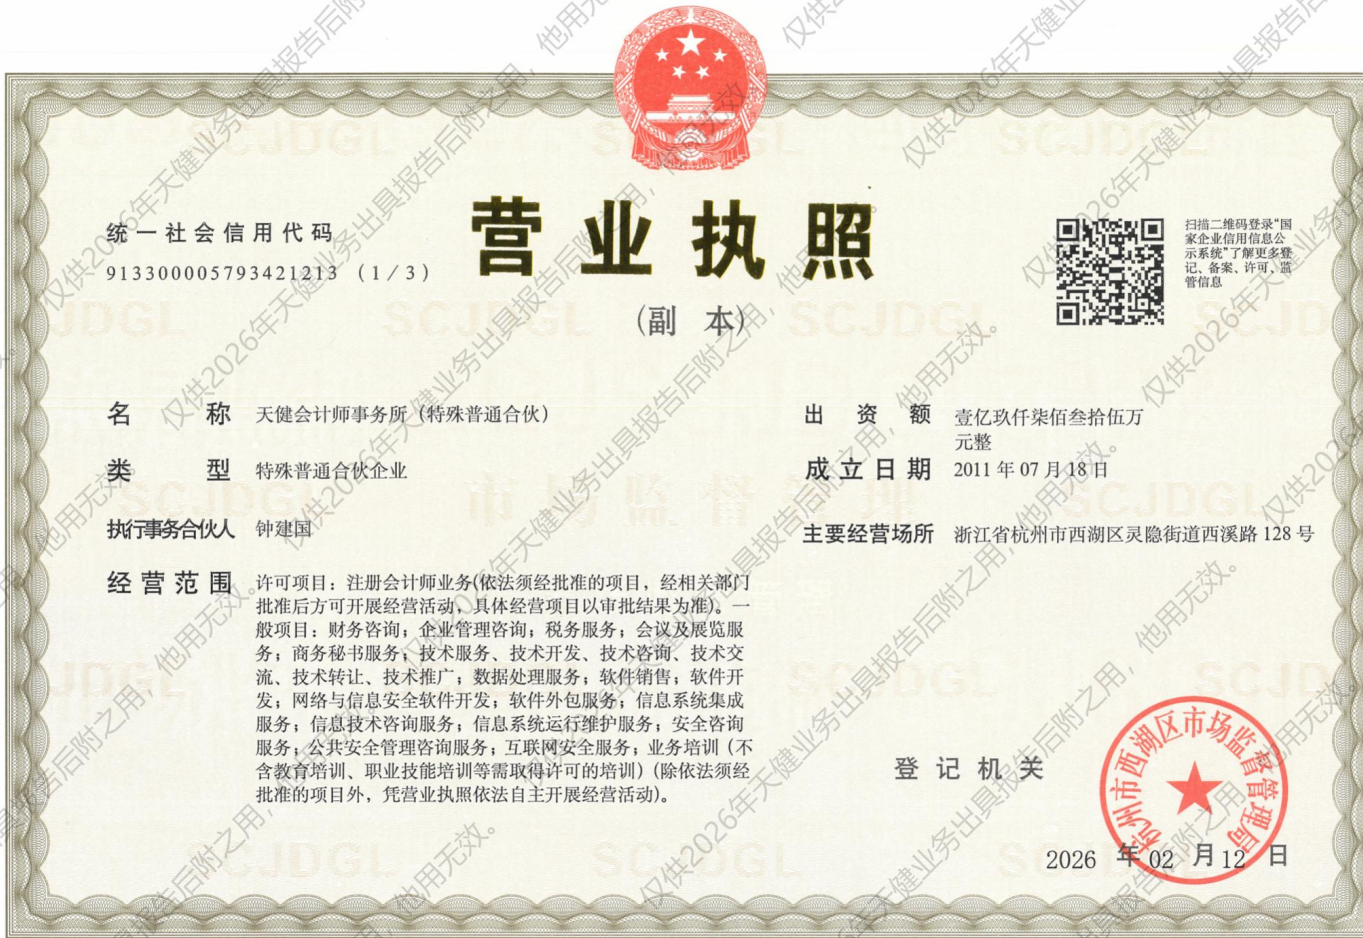 营业执照
(副 本)
统一社会信用代码
913300005793421213 (1/3)
扫描二维码登录“国
家企业信用信息公
示系统”了解更多登
记、备案、许可、监
管信息
名 称 天健会计师事务所（特殊普通合伙）
类 型 特殊普通合伙企业
执行事务合伙人 钟建国
经营范围 许可项目：注册会计师业务(依法须经批准的项目，经相关部门
批准后方可开展经营活动，具体经营项目以审批结果为准)。一
般项目：财务咨询；企业管理咨询；税务服务；会议及展览服
务；商务秘书服务；技术服务、技术开发、技术咨询、技术交
流、技术转让、技术推广；数据处理服务；软件销售；软件开
发；网络与信息安全软件开发；软件外包服务；信息系统集成
服务；信息技术咨询服务；信息系统运行维护服务；安全咨询
服务；公共安全管理咨询服务；互联网安全服务；业务培训（不
含教育培训、职业技能培训等需取得许可的培训）(除依法须经
批准的项目外，凭营业执照依法自主开展经营活动)。
出 资 额 壹亿玖仟柒佰叁拾伍万
元整
成立日期 2011 年 07 月 18 日
主要经营场所 浙江省杭州市西湖区灵隐街道西溪路 128 号
登记机关
杭州市西湖区市场监督管理局
2026 年 02 月 12 日
市场监督管理
SCJDGL
仅供2026年天健业务出具报告后附之用，他用无效。